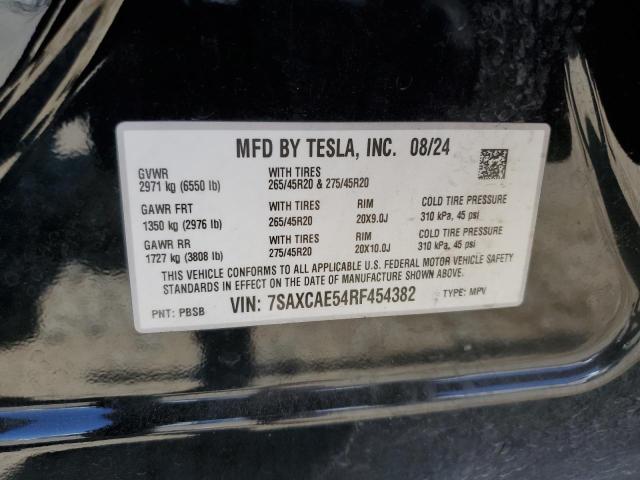 MFD BY TESLA, INC. 08/24
GVWR
2971 kg (6550 lb)
WITH TIRES
265/45R20 & 275/45R20
GAWR FRT
1350 kg (2976 lb)
WITH TIRES
265/45R20
RIM
20X9.0J
COLD TIRE PRESSURE
310 kPa, 45 psi
GAWR RR
1727 kg (3808 lb)
WITH TIRES
275/45R20
RIM
20X10.0J
COLD TIRE PRESSURE
310 kPa, 45 psi
THIS VEHICLE CONFORMS TO ALL APPLICABLE U.S. FEDERAL MOTOR VEHICLE SAFETY
STANDARDS IN EFFECT ON THE DATE OF MANUFACTURE SHOWN ABOVE.
PNT: PBSB
VIN: 7SAXCAE54RF454382
TYPE: MPV